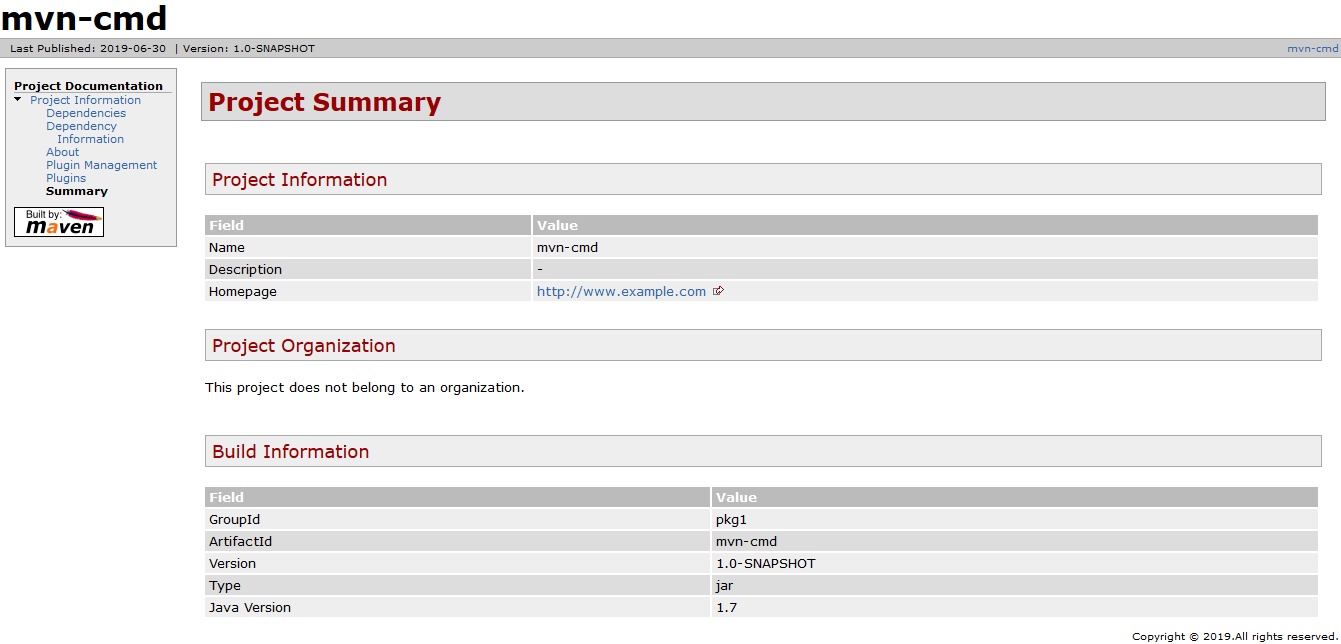 mvn-cmd
Last Published: 2019-06-30 | Version: 1.0-SNAPSHOT mvn-cmd
Project Documentation
Project Information
Dependencies
Dependency
Information
About
Plugin Management
Plugins
Summary
Built by:
maven
Project Summary
Project Information
Field Value
Name mvn-cmd
Description -
Homepage http://www.example.com
Project Organization
This project does not belong to an organization.
Build Information
Field Value
GroupId pkg1
ArtifactId mvn-cmd
Version 1.0-SNAPSHOT
Type jar
Java Version 1.7
Copyright © 2019.All rights reserved.